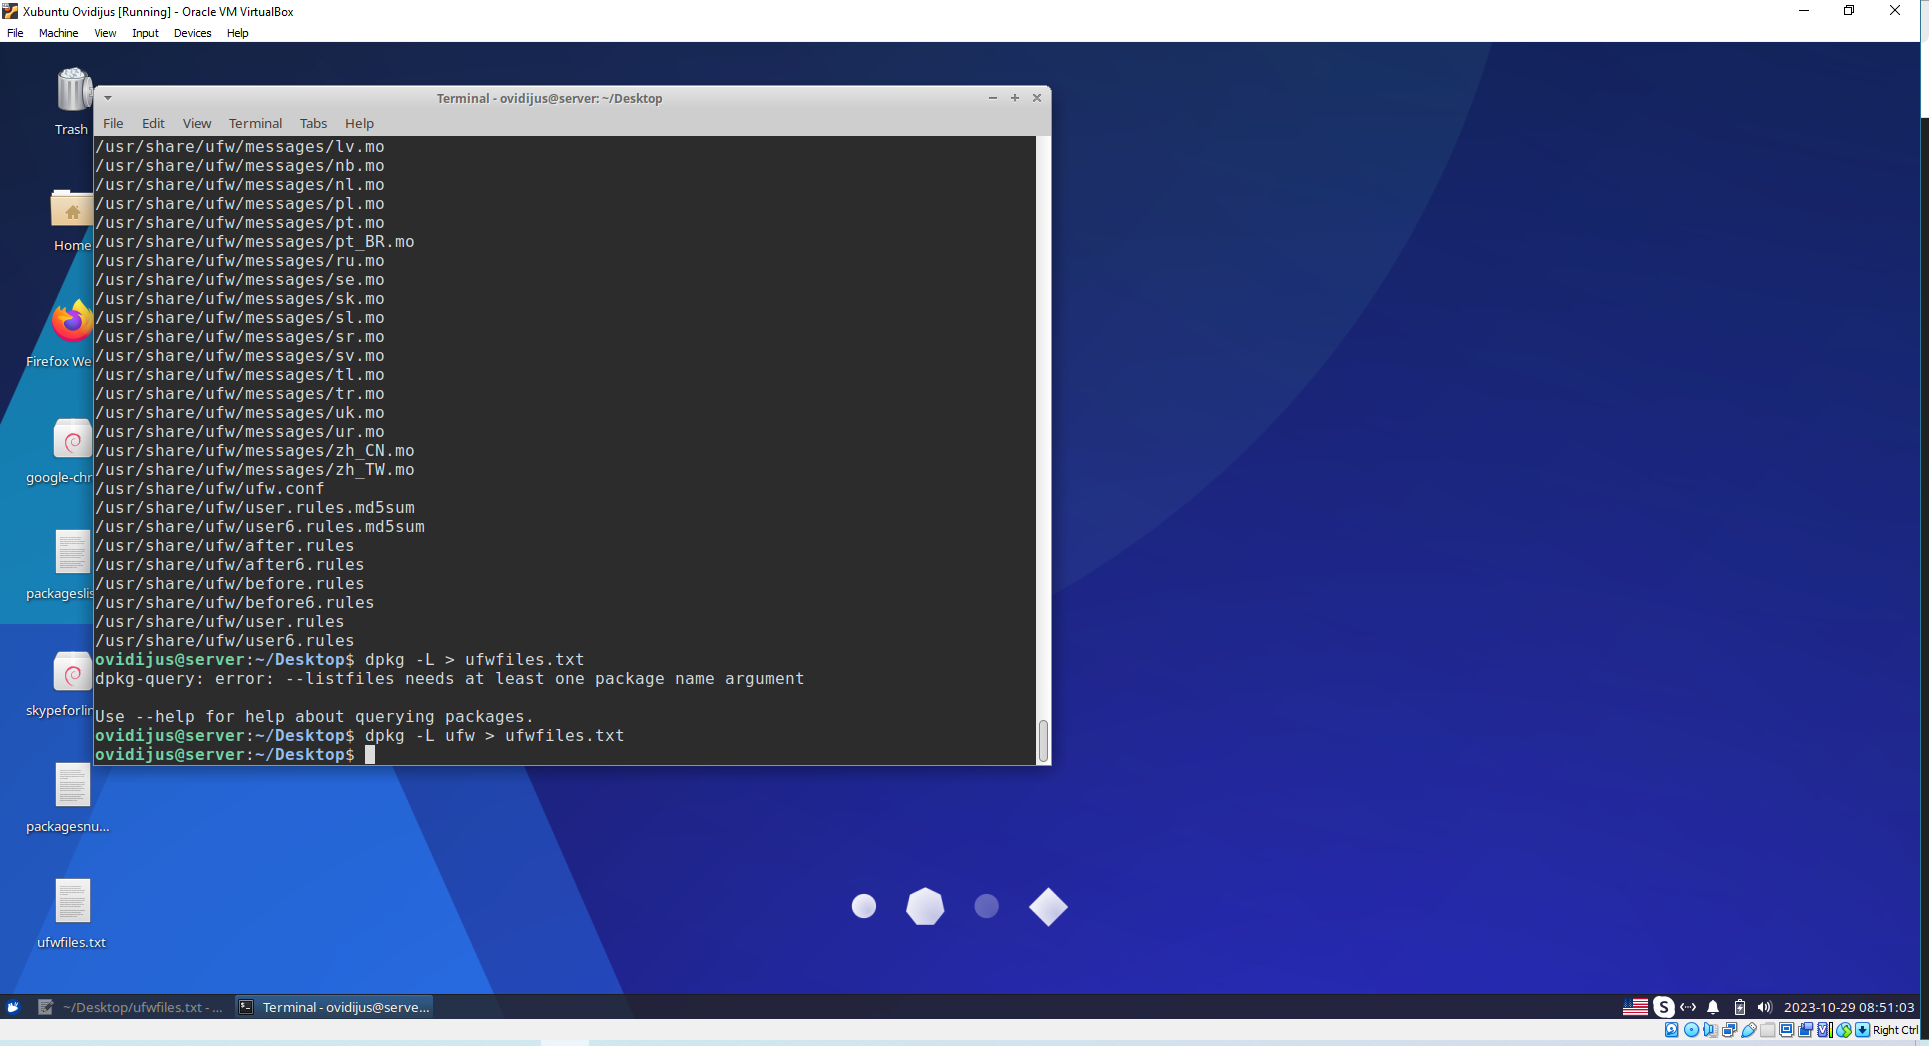 Xubuntu Ovidijus [Running] - Oracle VM VirtualBox
File Machine View Input Devices Help
Trash
Home
Firefox We
google-chr
packageslis
skypeforlin
packagesnu...
ufwfiles.txt
Terminal - ovidijus@server: ~/Desktop
File Edit View Terminal Tabs Help
/usr/share/ufw/messages/lv.mo
/usr/share/ufw/messages/nb.mo
/usr/share/ufw/messages/nl.mo
/usr/share/ufw/messages/pl.mo
/usr/share/ufw/messages/pt.mo
/usr/share/ufw/messages/pt_BR.mo
/usr/share/ufw/messages/ru.mo
/usr/share/ufw/messages/se.mo
/usr/share/ufw/messages/sk.mo
/usr/share/ufw/messages/sl.mo
/usr/share/ufw/messages/sr.mo
/usr/share/ufw/messages/sv.mo
/usr/share/ufw/messages/tl.mo
/usr/share/ufw/messages/tr.mo
/usr/share/ufw/messages/uk.mo
/usr/share/ufw/messages/ur.mo
/usr/share/ufw/messages/zh_CN.mo
/usr/share/ufw/messages/zh_TW.mo
/usr/share/ufw/ufw.conf
/usr/share/ufw/user.rules.md5sum
/usr/share/ufw/user6.rules.md5sum
/usr/share/ufw/after.rules
/usr/share/ufw/after6.rules
/usr/share/ufw/before.rules
/usr/share/ufw/before6.rules
/usr/share/ufw/user.rules
/usr/share/ufw/user6.rules
ovidijus@server:~/Desktop$ dpkg -L > ufwfiles.txt
dpkg-query: error: --listfiles needs at least one package name argument
Use --help for help about querying packages.
ovidijus@server:~/Desktop$ dpkg -L ufw > ufwfiles.txt
ovidijus@server:~/Desktop$
~/Desktop/ufwfiles.txt - ...
Terminal - ovidijus@serve...
2023-10-29 08:51:03
Right Ctrl